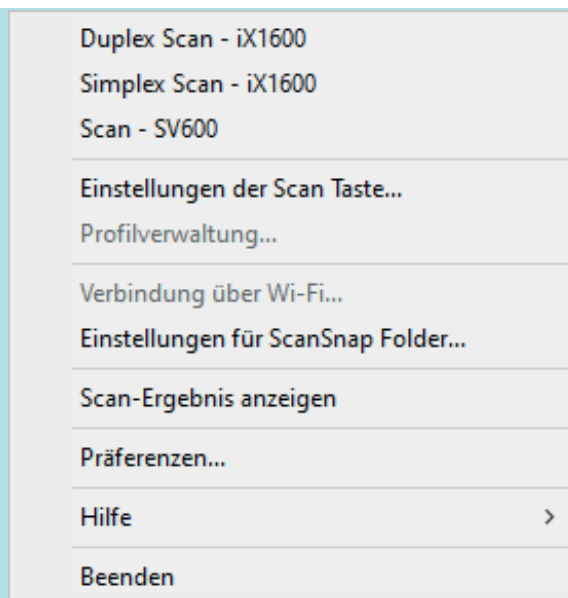 Duplex Scan - iX1600
Simplex Scan - iX1600
Scan - SV600
Einstellungen der Scan Taste...
Profilverwaltung...
Verbindung über Wi-Fi...
Einstellungen für ScanSnap Folder...
Scan-Ergebnis anzeigen
Präferenzen...
Hilfe
Beenden